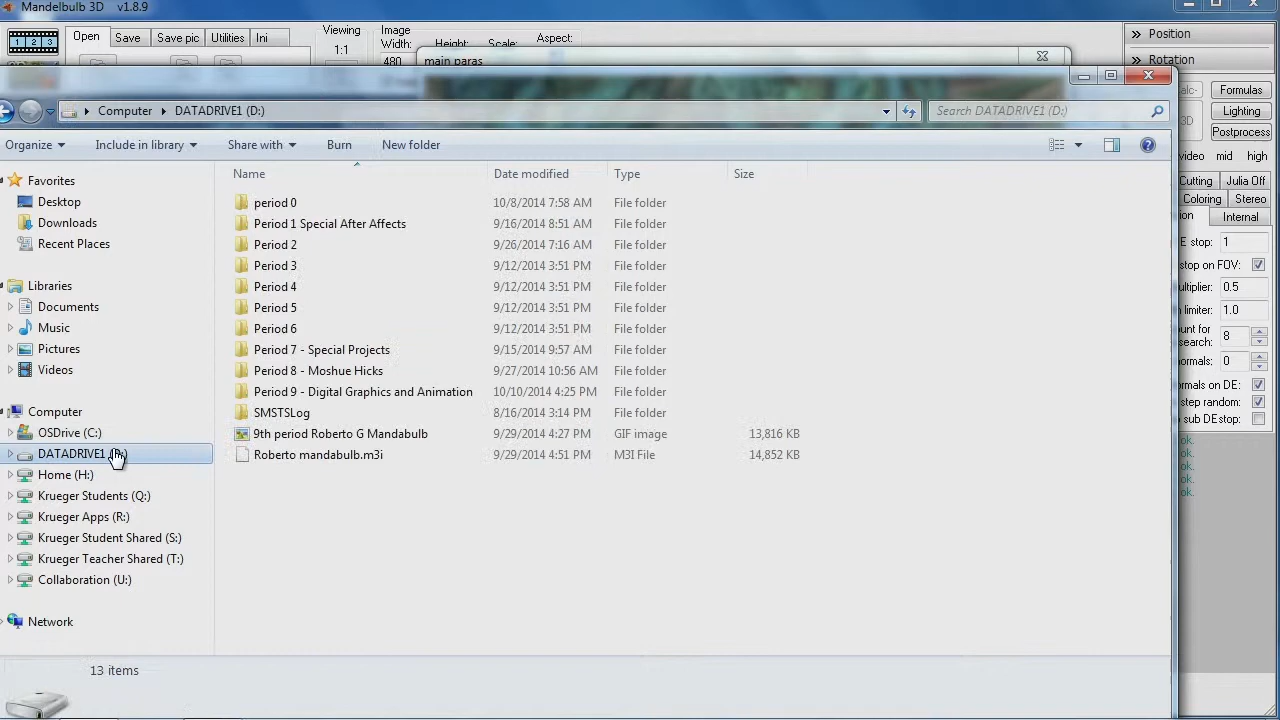 Mandelbulb 3D v1.8.9
Open Save Save pic Utilities Ini
Viewing
1:1
Image
Width: Height: Scale: Aspect:
480
main paras
Position
Rotation
Computer DATADRIVE1 (D:)
Search DATADRIVE1 (D:)
Organize Include in library Share with Burn New folder
Name Date modified Type Size
Favorites
Desktop
Downloads
Recent Places
Libraries
Documents
Music
Pictures
Videos
Computer
OSDrive (C:)
DATADRIVE1
Home (H:)
Krueger Students (Q:)
Krueger Apps (R:)
Krueger Student Shared (S:)
Krueger Teacher Shared (T:)
Collaboration (U:)
Network
period 0 10/8/2014 7:58 AM File folder
Period 1 Special After Affects 9/16/2014 8:51 AM File folder
Period 2 9/26/2014 7:16 AM File folder
Period 3 9/12/2014 3:51 PM File folder
Period 4 9/12/2014 3:51 PM File folder
Period 5 9/12/2014 3:51 PM File folder
Period 6 9/12/2014 3:51 PM File folder
Period 7 - Special Projects 9/15/2014 9:57 AM File folder
Period 8 - Moshue Hicks 9/27/2014 10:56 AM File folder
Period 9 - Digital Graphics and Animation 10/10/2014 4:25 PM File folder
SMSTSLog 8/16/2014 3:14 PM File folder
9th period Roberto G Mandabulb 9/29/2014 4:27 PM GIF image 13,816 KB
Roberto mandabulb.m3i 9/29/2014 4:51 PM M3I File 14,852 KB
13 items
Formulas
3D Lighting
Postprocess
video mid high
Cutting Julia Off
Coloring Stereo
Internal
stop: 1
stop on FOV:
0.5
limit: 1.0
search: 8
0
on DE:
step random:
sub DEstop:
ok.
ok.
ok.
ok.
ok.